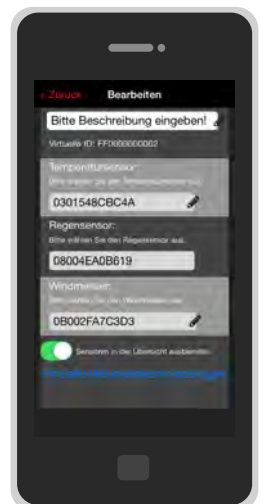 Zurück Bearbeiten
Bitte Beschreibung eingeben!
Virtuelle ID: FF0000000002
Temperatursensor:
0301548CBC4A
Regensensor:
Bitte wählen Sie den Regensensor aus.
08004EA0B619
Windmesser:
0B002FA7C3D3
Sensoren in der Übersicht ausblenden